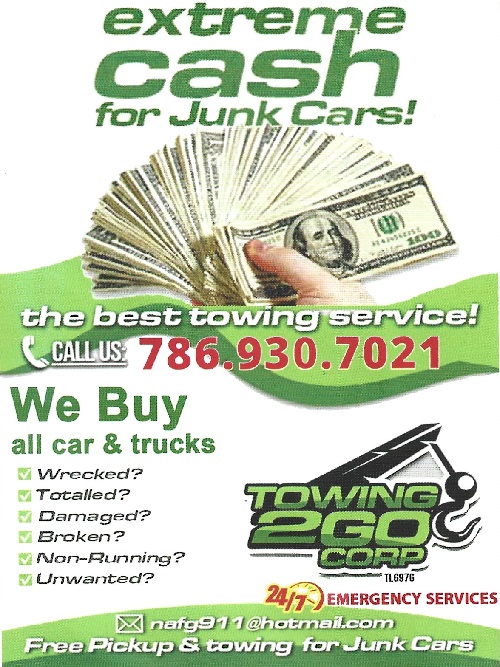 extreme
cash
for Junk Cars!
100
the best towing service!
CALL US: 786.930.7021
We Buy
all car & trucks
Wrecked?
Totalled?
Damaged?
Broken?
Non-Running?
Unwanted?
TOWING
2GO
CORP
TL6976
24/7 EMERGENCY SERVICES
nafg911@hotmail.com
Free Pickup & towing for Junk Cars